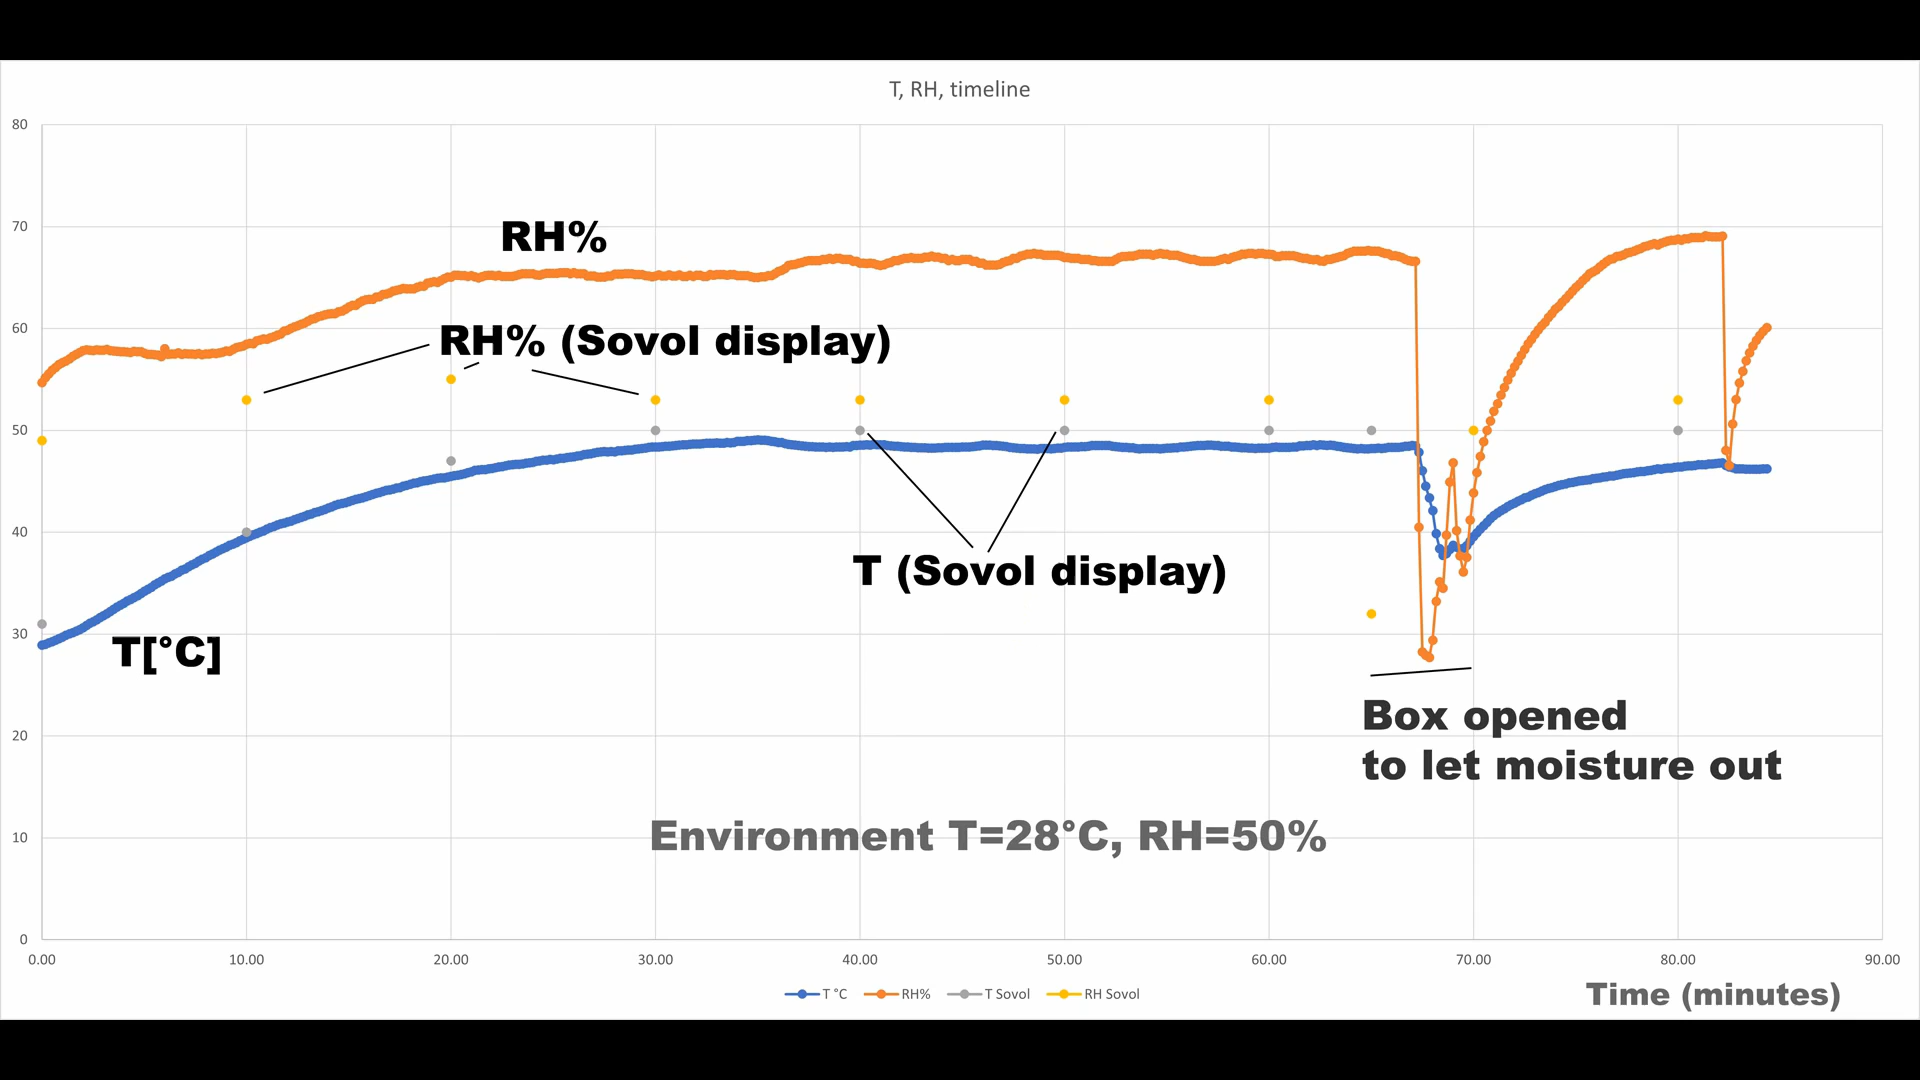 T, RH, timeline
80
70
60
50
40
30
20
10
0
RH%
RH% (Sovol display)
T (Sovol display)
T[°C]
Box opened
to let moisture out
Environment T=28°C, RH=50%
0.00 10.00 20.00 30.00 40.00 50.00 60.00 70.00 80.00 90.00
T °C RH% T Sovol RH Sovol
Time (minutes)